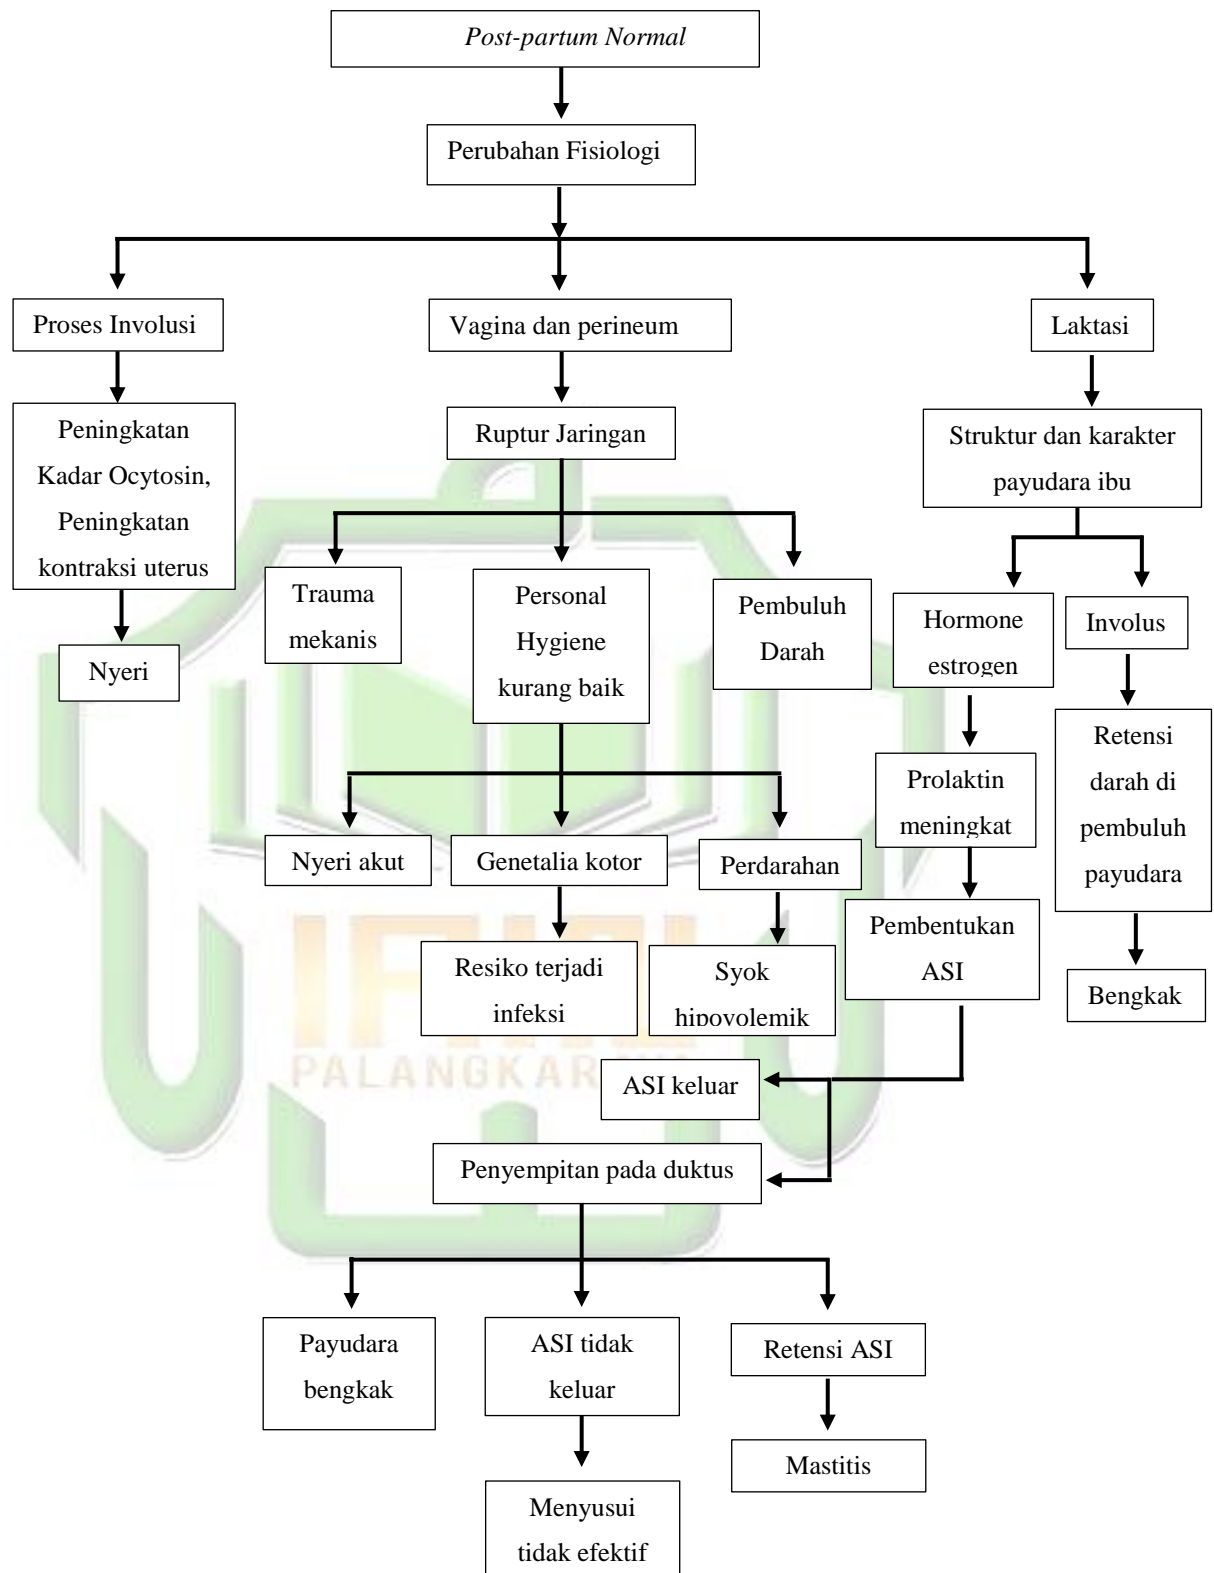 Post-partum Normal
Perubahan Fisiologi
Proses Involusi
Vagina dan perineum
Laktasi
Peningkatan
Kadar Ocytosin,
Peningkatan
kontraksi uterus
Ruptur Jaringan
Struktur dan karakter
payudara ibu
Nyeri
Trauma
mekanis
Personal
Hygiene
kurang baik
Pembuluh
Darah
Hormone
estrogen
Involus
Nyeri akut
Genetalia kotor
Perdarahan
Prolaktin
meningkat
Retensi
darah di
pembuluh
payudara
Resiko terjadi
infeksi
Syok
hipovolemik
Pembentukan
ASI
Bengkak
PALANGKAR
ASI keluar
Penyempitan pada duktus
Payudara
bengkak
ASI tidak
keluar
Retensi ASI
Menyusui
tidak efektif
Mastitis